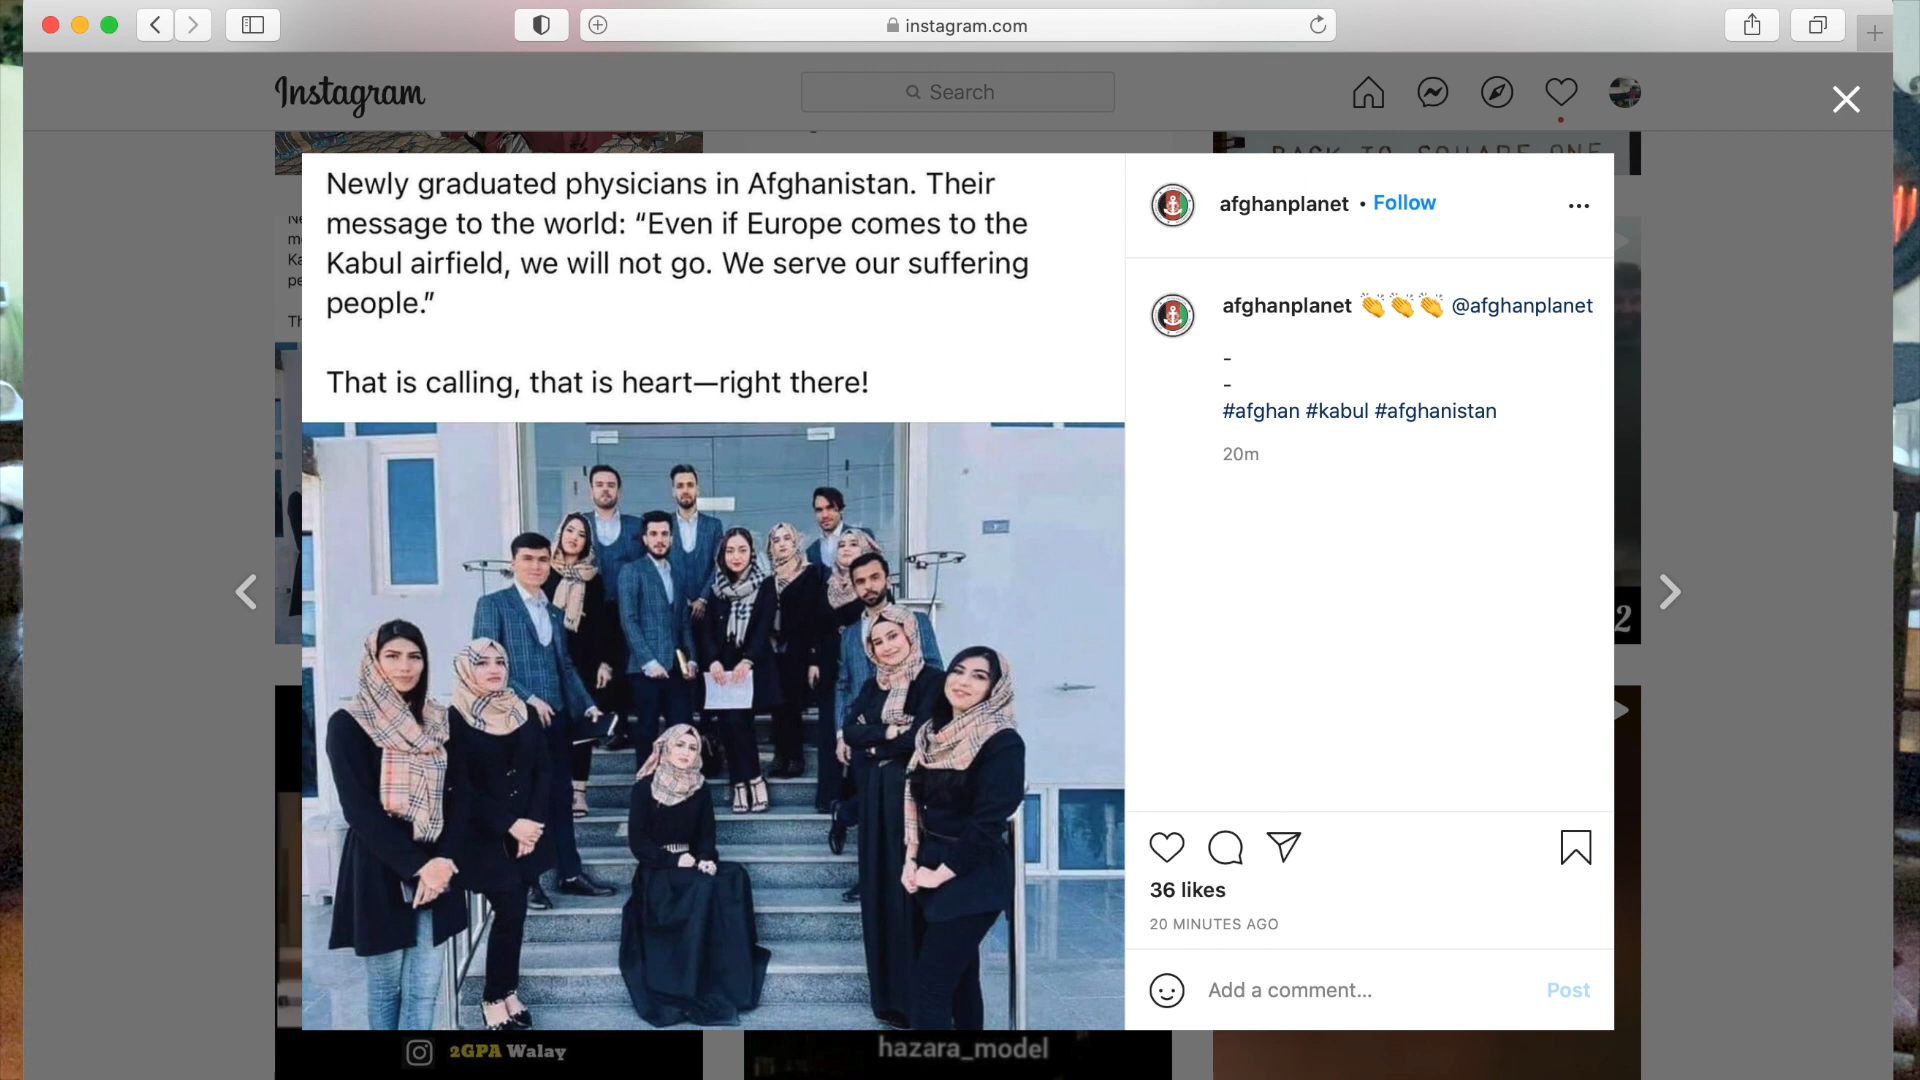 instagram.com
Instagram
Search
BACK TO SQUARE ONE
Newly graduated physicians in Afghanistan. Their
message to the world: “Even if Europe comes to the
Kabul airfield, we will not go. We serve our suffering
people.”
That is calling, that is heart—right there!
afghanplanet • Follow
afghanplanet 👏👏👏 @afghanplanet
-
-
#afghan #kabul #afghanistan
20m
2
36 likes
20 MINUTES AGO
Add a comment... Post
2GPA Walay
hazara_model